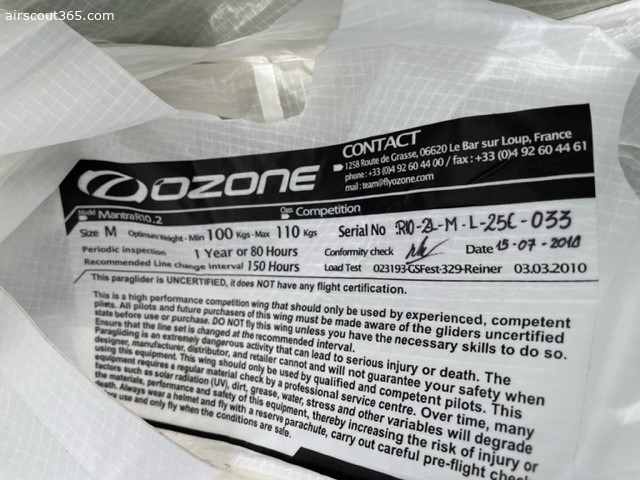 airscout365.com
OZONE
CONTACT
1258 Route de Grasse, 06620 Le Bar sur Loup, France
phone: +33 (0)4 92 60 44 00 / fax: +33 (0)4 92 60 44 61
mail: team@flyozone.com
Model MantraR10.2 Class Competition
Size M Optimum Weight - Min 100 Kgs - Max 110 Kgs Serial No R10-2L-M-L-25C-033
Periodic inspection 1 Year or 80 Hours Conformity check Date 15-07-2010
Recommended Line change interval 150 Hours Load Test 023193-GSFest-329-Reiner 03.03.2010
This paraglider is UNCERTIFIED, it does NOT have any flight certification.
This is a high performance competition wing that should only be used by experienced, competent
pilots. All pilots and future purchasers of this wing must be made aware of the gliders uncertified
state before use or purchase. DO NOT fly this wing unless you have the necessary skills to do so.
Ensure that the line set is changed at the recommended interval.
Paragliding is an extremely dangerous activity that can lead to serious injury or death. The
designer, manufacturer, distributor, and retailer cannot and will not guarantee your safety when
using this equipment. This wing should only be used by qualified and competent pilots. This
equipment requires a regular material check by a professional service centre. Over time, many
factors such as solar radiation (UV), dirt, grease, water, stress and other variables will degrade
the materials, performance and safety of this equipment, thereby increasing the risk of injury or
death. Always wear a helmet and fly with a reserve parachute, carry out careful pre-flight check
use and only fly when the conditions are safe.